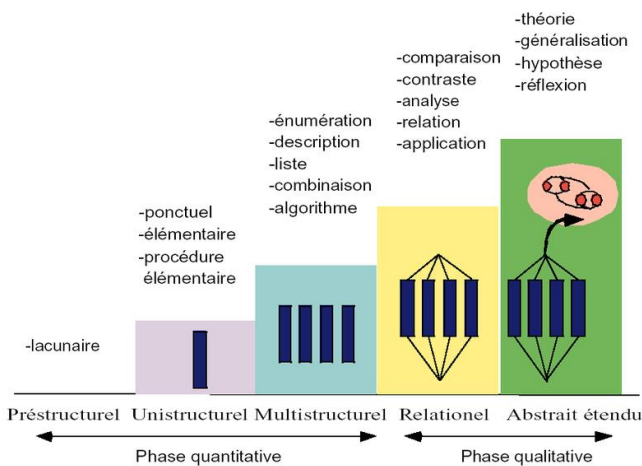 -lacunaire
-ponctuel
-élémentaire
-procédure
élémentaire
-énumération
-description
-liste
-combinaison
-algorithme
-comparaison
-contraste
-analyse
-relation
-application
-théorie
-généralisation
-hypothèse
-réflexion
Préstructurel
Unistructurel
Multistructurel
Relationel
Abstrait étendu
Phase quantitative
Phase qualitative